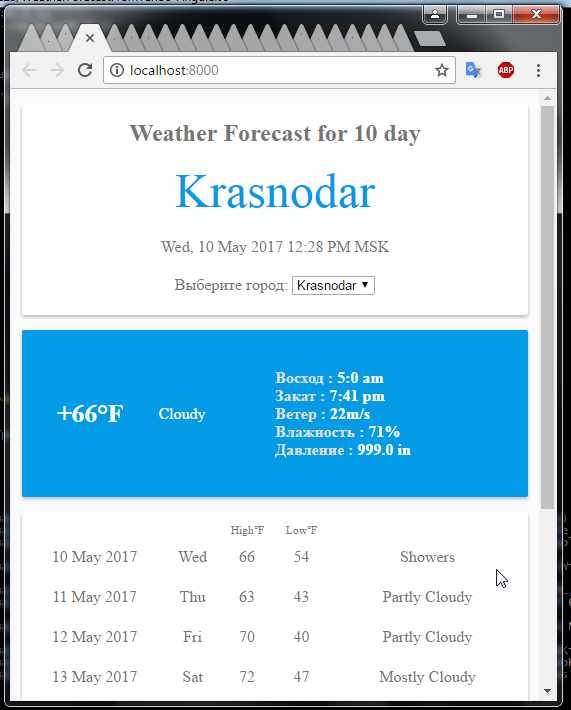 localhost:8000
ABP
Weather Forecast for 10 day
Krasnodar
Wed, 10 May 2017 12:28 PM MSK
Выберите город: Krasnodar
+66°F Cloudy
Восход : 5:0 am
Закат : 7:41 pm
Ветер : 22m/s
Влажность : 71%
Давление : 999.0 in
High°F Low°F
10 May 2017 Wed 66 54 Showers
11 May 2017 Thu 63 43 Partly Cloudy
12 May 2017 Fri 70 40 Partly Cloudy
13 May 2017 Sat 72 47 Mostly Cloudy